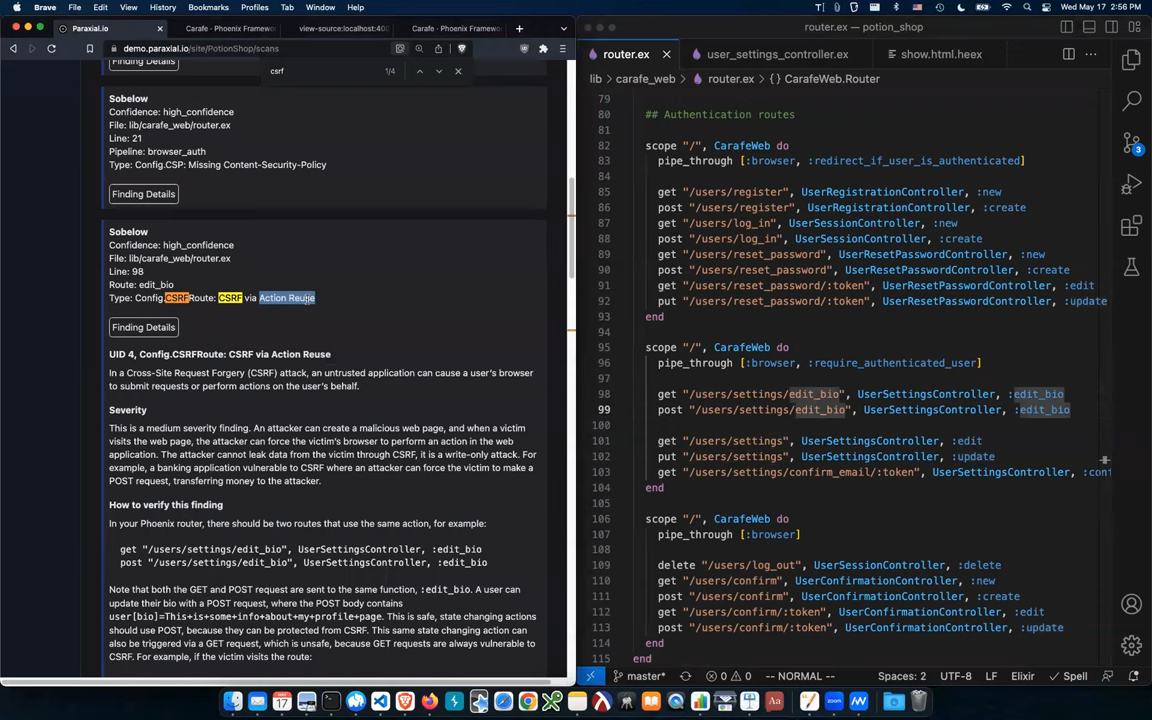 Brave File Edit View History Bookmarks Profiles Tab Window Help
Wed May 17 2:56 PM
Paraxial.io
Carafe - Phoenix Framewo
view-source:localhost:400
Carafe - Phoenix Framewo
demo.paraxial.io/site/PotionShop/scans
csrf
1/4
Finding Details
Sobelow
Confidence: high_confidence
File: lib/carafe_web/router.ex
Line: 21
Pipeline: browser_auth
Type: Config.CSP: Missing Content-Security-Policy
Finding Details
Sobelow
Confidence: high_confidence
File: lib/carafe_web/router.ex
Line: 98
Route: edit_bio
Type: Config.CSRFRoute: CSRF via Action Reuse
Finding Details
UID 4, Config.CSRFRoute: CSRF via Action Reuse
In a Cross-Site Request Forgery (CSRF) attack, an untrusted application can cause a user's browser
to submit requests or perform actions on the user's behalf.
Severity
This is a medium severity finding. An attacker can create a malicious web page, and when a victim
visits the web page, the attacker can force the victim's browser to perform an action in the web
application. The attacker cannot leak data from the victim through CSRF, it is a write-only attack. For
example, a banking application vulnerable to CSRF where an attacker can force the victim to make a
POST request, transferring money to the attacker.
How to verify this finding
In your Phoenix router, there should be two routes that use the same action, for example:
get "/users/settings/edit_bio", UserSettingsController, :edit_bio
post "/users/settings/edit_bio", UserSettingsController, :edit_bio
Note that both the GET and POST request are sent to the same function, :edit_bio. A user can
update their bio with a POST request, where the POST body contains
user[bio]=This+is+some+info+about+my+profile+page. This is safe, state changing actions
should use POST, because they can be protected from CSRF. This same state changing action can
also be triggered via a GET request, which is unsafe, because GET requests are always vulnerable to
CSRF. For example, if the victim visits the route:
router.ex — potion_shop
router.ex
user_settings_controller.ex
show.html.heex
lib > carafe_web > router.ex > { } CarafeWeb.Router
79
80 ## Authentication routes
81
82 scope "/", CarafeWeb do
83 pipe_through [:browser, :redirect_if_user_is_authenticated]
84
85 get "/users/register", UserRegistrationController, :new
86 post "/users/register", UserRegistrationController, :create
87 get "/users/log_in", UserSessionController, :new
88 post "/users/log_in", UserSessionController, :create
89 get "/users/reset_password", UserResetPasswordController, :new
90 post "/users/reset_password", UserResetPasswordController, :create
91 get "/users/reset_password/:token", UserResetPasswordController, :edit
92 put "/users/reset_password/:token", UserResetPasswordController, :update
93 end
94
95 scope "/", CarafeWeb do
96 pipe_through [:browser, :require_authenticated_user]
97
98 get "/users/settings/edit_bio", UserSettingsController, :edit_bio
99 post "/users/settings/edit_bio", UserSettingsController, :edit_bio
100
101 get "/users/settings", UserSettingsController, :edit
102 put "/users/settings", UserSettingsController, :update
103 get "/users/settings/confirm_email/:token", UserSettingsController, :con
104 end
105
106 scope "/", CarafeWeb do
107 pipe_through [:browser]
108
109 delete "/users/log_out", UserSessionController, :delete
110 get "/users/confirm", UserConfirmationController, :new
111 post "/users/confirm", UserConfirmationController, :create
112 get "/users/confirm/:token", UserConfirmationController, :edit
113 post "/users/confirm/:token", UserConfirmationController, :update
114 end
115 end
3
master* 0 0 -- NORMAL -- Spaces: 2 UTF-8 LF Elixir Spell